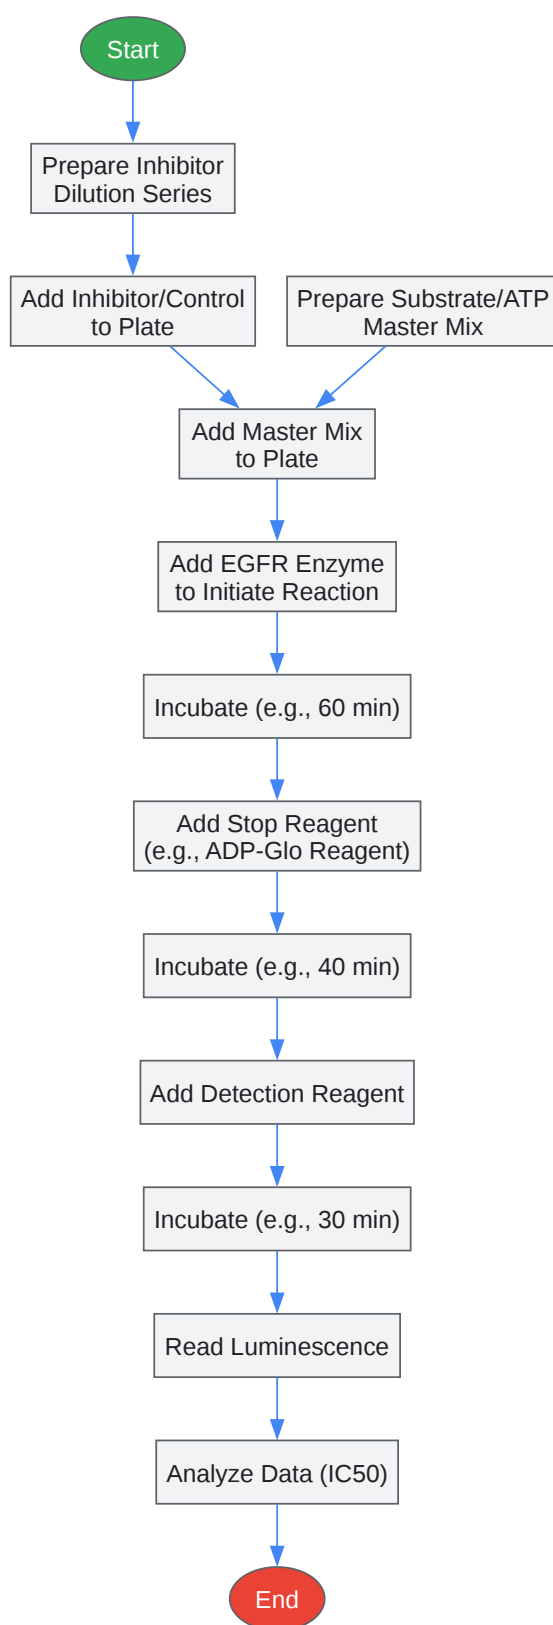 Start
Prepare Inhibitor
Dilution Series
Add Inhibitor/Control
to Plate
Prepare Substrate/ATP
Master Mix
Add Master Mix
to Plate
Add EGFR Enzyme
to Initiate Reaction
Incubate (e.g., 60 min)
Add Stop Reagent
(e.g., ADP-Glo Reagent)
Incubate (e.g., 40 min)
Add Detection Reagent
Incubate (e.g., 30 min)
Read Luminescence
Analyze Data (IC50)
End